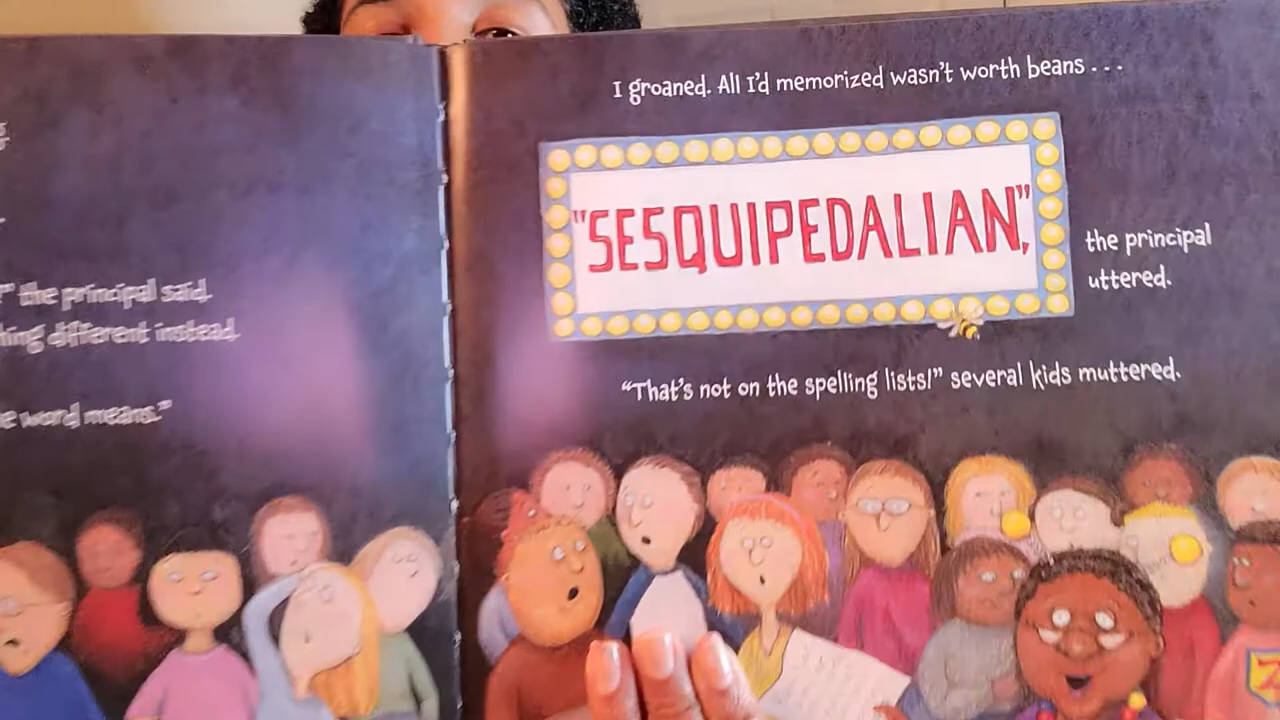 " the principal said.
different instead.
word means.”
I groaned. All I’d memorized wasn’t worth beans . . .
“SESQUIPEDALIAN,”
the principal
uttered.
“That’s not on the spelling lists!” several kids muttered.